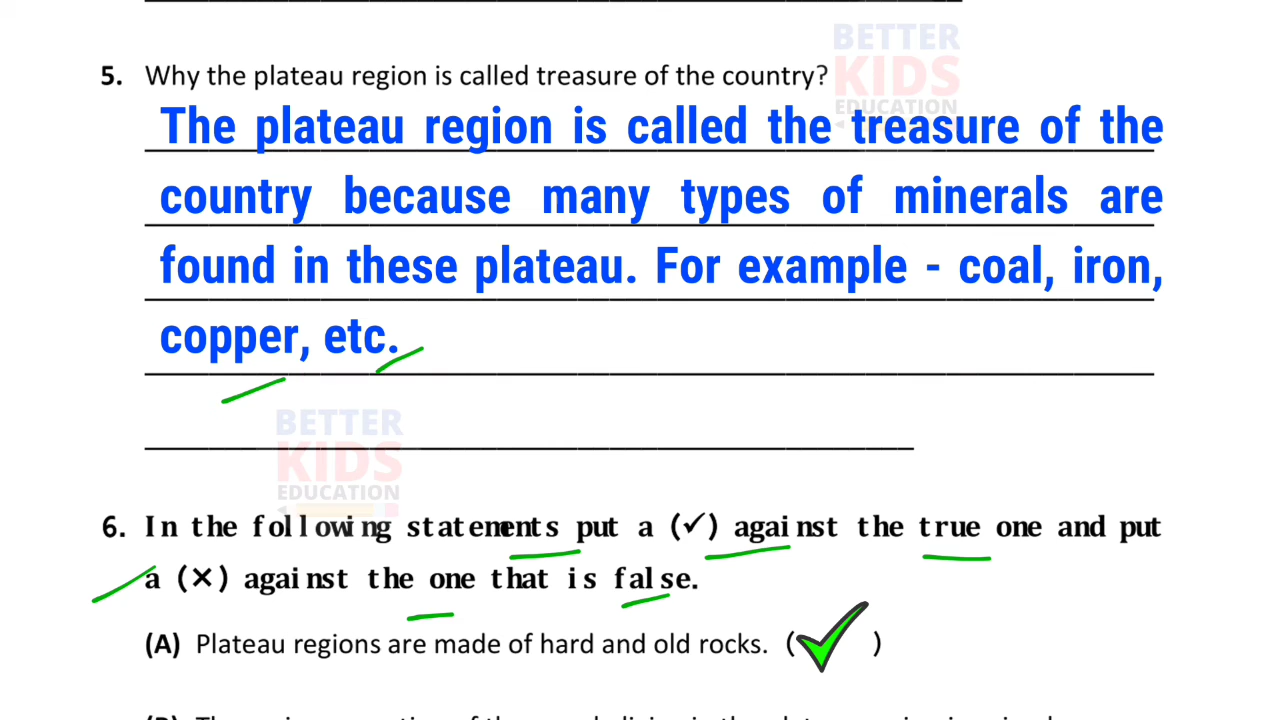 BETTER
KIDS
EDUCATION
5. Why the plateau region is called treasure of the country?
The plateau region is called the treasure of the
country because many types of minerals are
found in these plateau. For example - coal, iron,
copper, etc.
BETTER
KIDS
EDUCATION
6. In the following statements put a (✓) against the true one and put
a (✕) against the one that is false.
(A) Plateau regions are made of hard and old rocks. (✓)